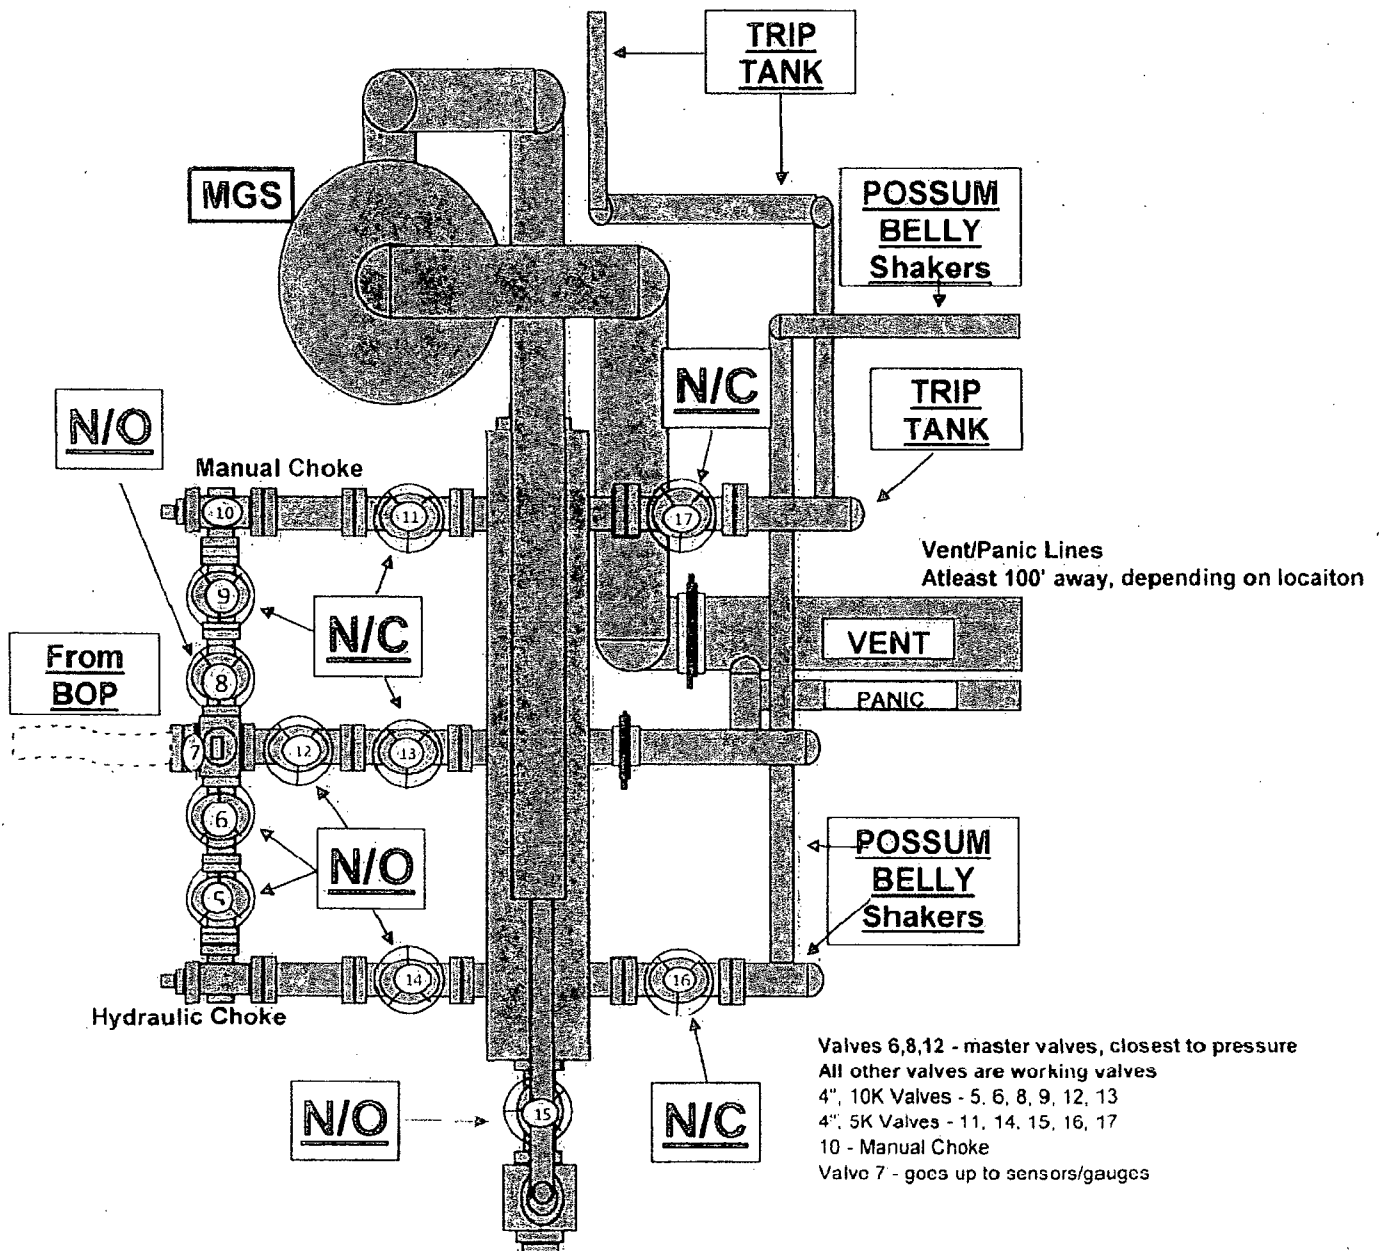 TRIP
TANK
MGS
POSSUM
BELLY
Shakers
N/C
TRIP
TANK
N/O
Manual Choke
10
11
17
Vent/Panic Lines
Atleast 100' away, depending on locaiton
9
N/C
From
BOP
8
VENT
PANIC
7
12
13
6
N/O
POSSUM
BELLY
Shakers
5
14
16
Hydraulic Choke
Valves 6,8,12 - master valves, closest to pressure
All other valves are working valves
4", 10K Valves - 5, 6, 8, 9, 12, 13
4", 5K Valves - 11, 14, 15, 16, 17
10 - Manual Choke
Valve 7 - goes up to sensors/gauges
N/O
15
N/C